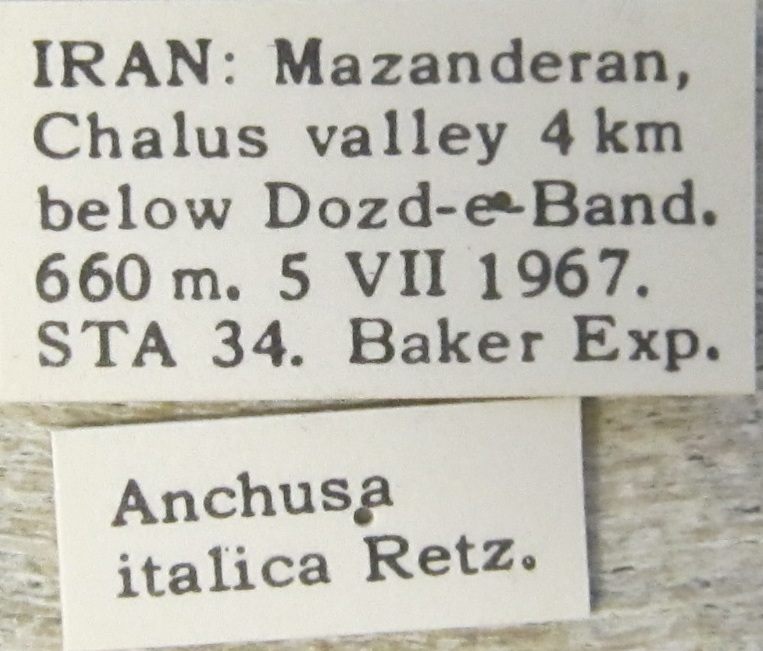 IRAN: Mazanderan,
Chalus valley 4 km
below Dozd-e-Band.
660 m. 5 VII 1967.
STA 34. Baker Exp.
Anchusa
italica Retz.